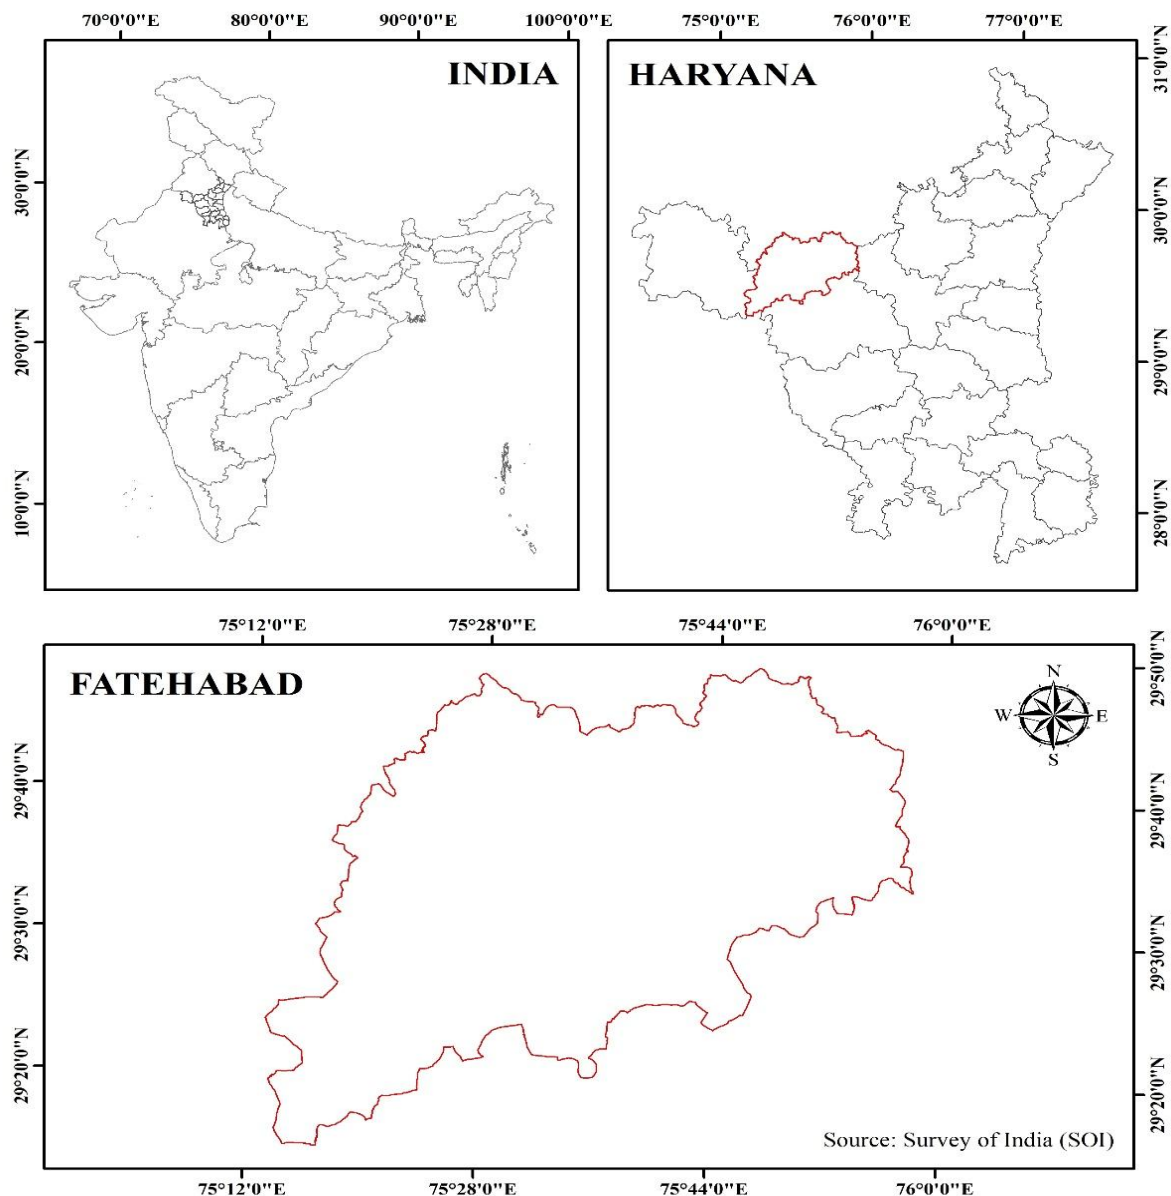 70°0'0"E 80°0'0"E 90°0'0"E 100°0'0"E
INDIA
30°0'0"N
20°0'0"N
10°0'0"N
75°0'0"E 76°0'0"E 77°0'0"E
HARYANA
31°0'0"N
30°0'0"N
29°0'0"N
28°0'0"N
75°12'0"E 75°28'0"E 75°44'0"E 76°0'0"E
FATEHABAD
N
W E
S
29°40'0"N
29°30'0"N
29°20'0"N
29°50'0"N
29°40'0"N
29°30'0"N
29°20'0"N
Source: Survey of India (SOI)
75°12'0"E 75°28'0"E 75°44'0"E 76°0'0"E